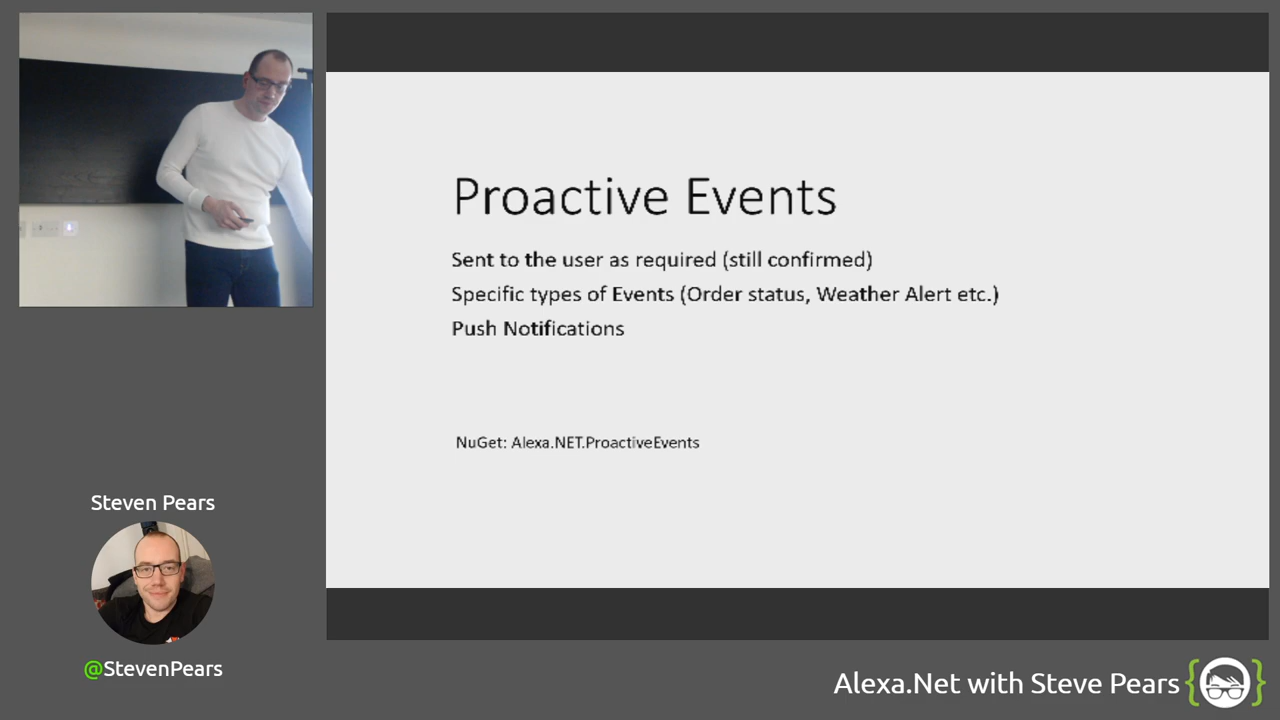 Proactive Events
Sent to the user as required (still confirmed)
Specific types of Events (Order status, Weather Alert etc.)
Push Notifications
NuGet: Alexa.NET.ProactiveEvents
Steven Pears
@StevenPears
Alexa.Net with Steve Pears